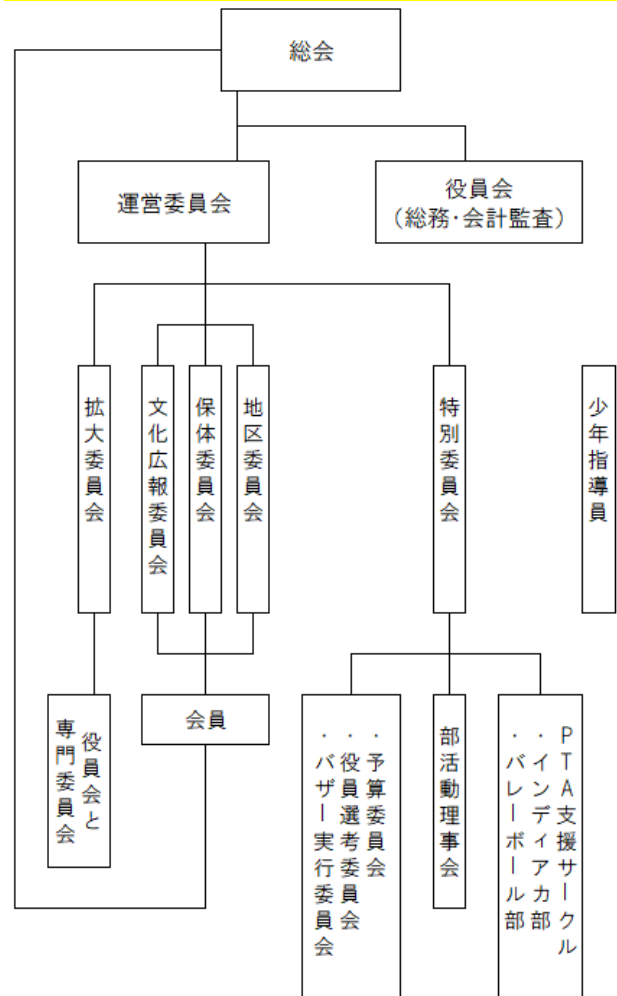 総会
運営委員会
役員会
（総務・会計監査）
拡大委員会
文化広報委員会
保体委員会
地区委員会
特別委員会
少年指導員
役員会と
専門委員会
会員
・予算委員会
・役員選考委員会
・バザー実行委員会
部活動理事会
PTA支援サークル
・インディアカ部
・バレーボール部